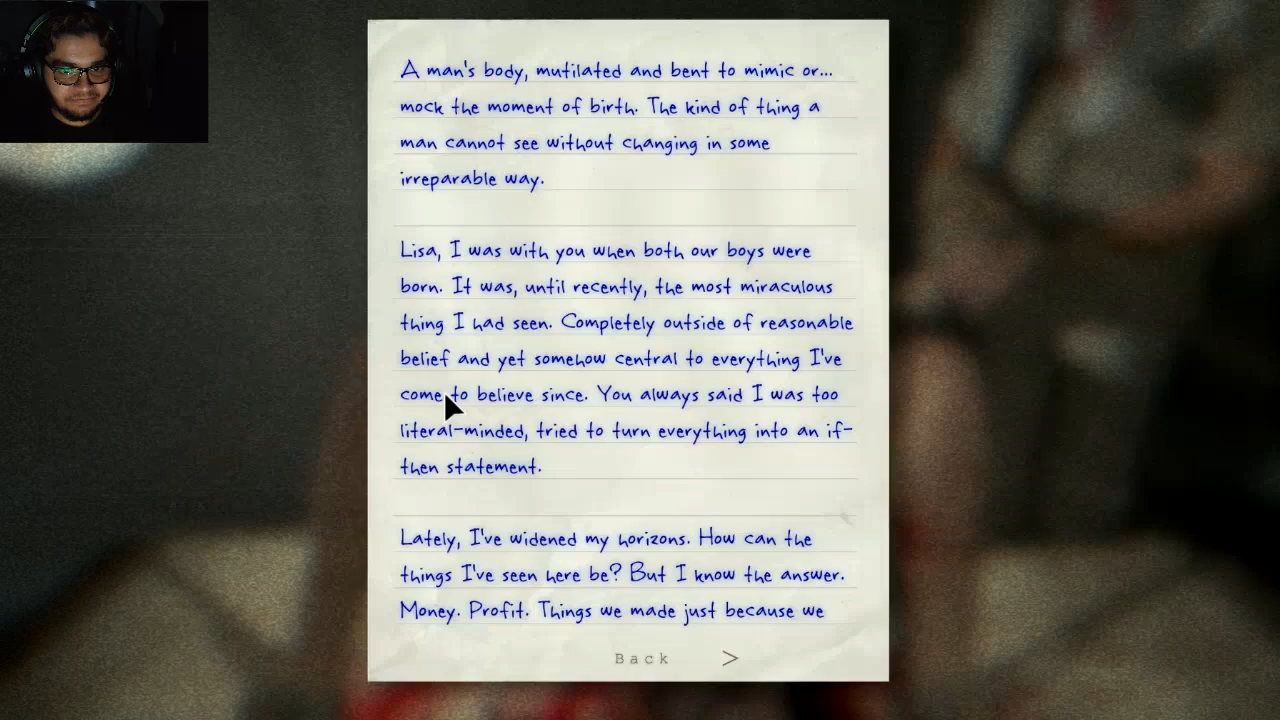 A man's body, mutilated and bent to mimic or...
mock the moment of birth. The kind of thing a
man cannot see without changing in some
irreparable way.
Lisa, I was with you when both our boys were
born. It was, until recently, the most miraculous
thing I had seen. Completely outside of reasonable
belief and yet somehow central to everything I've
come to believe since. You always said I was too
literal-minded, tried to turn everything into an if-
then statement.
Lately, I've widened my horizons. How can the
things I've seen here be? But I know the answer.
Money. Profit. Things we made just because we
Back >